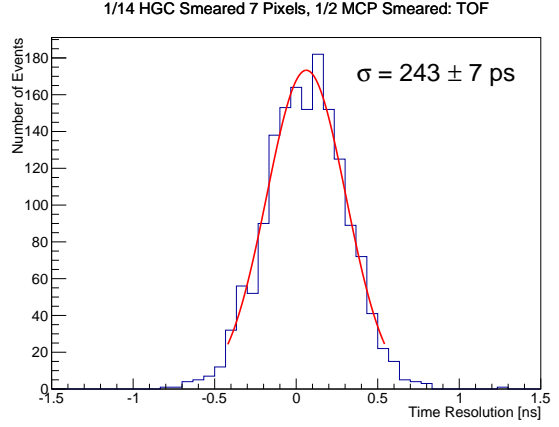 1/14 HGC Smeared 7 Pixels, 1/2 MCP Smeared: TOF
Number of Events
σ = 243 ± 7 ps
180
160
140
120
100
80
60
40
20
0
-1.5 -1 -0.5 0 0.5 1 1.5
Time Resolution [ns]